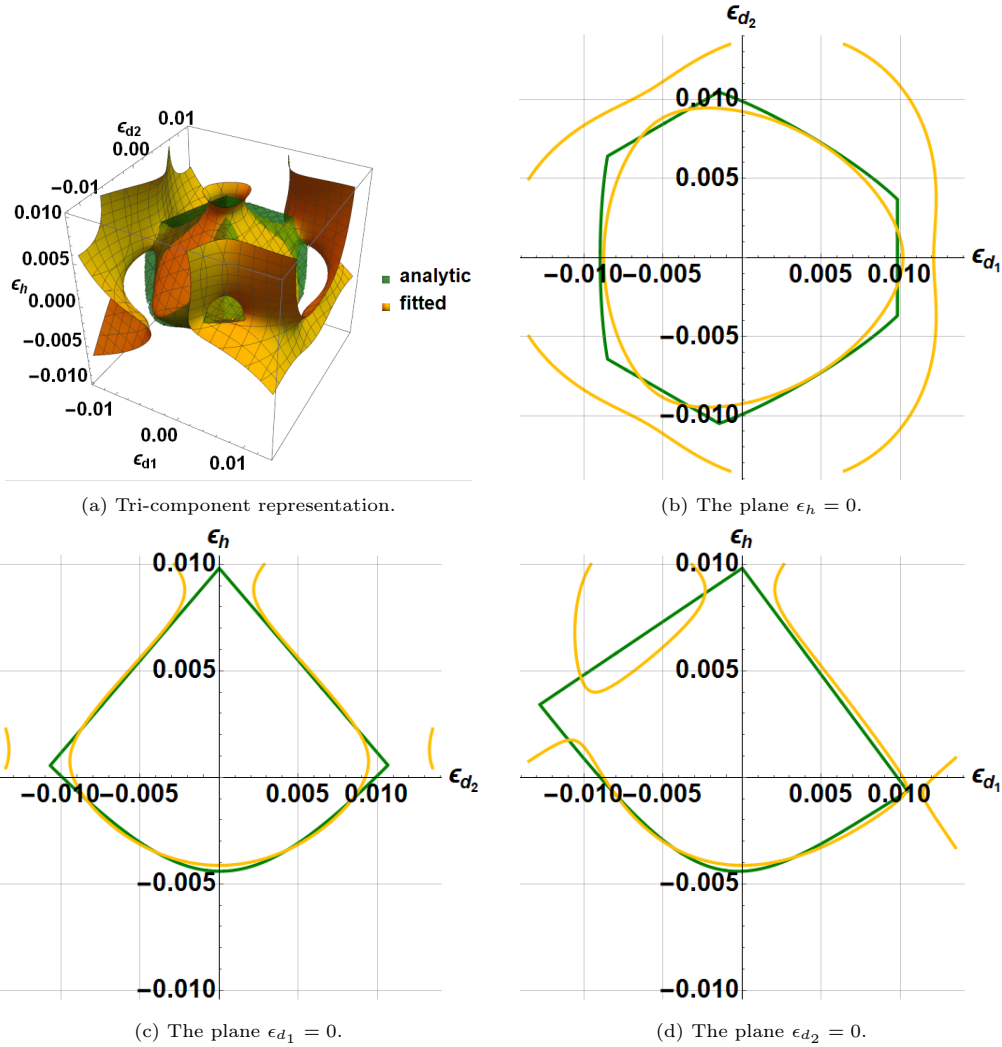 ϵd2
0.01
0.00
−0.01
0.010
0.005
ϵh
0.000
−0.005
−0.010
−0.01
0.00
0.01
ϵd1
analytic
fitted
(a) Tri-component representation.
ϵd2
0.010
0.005
−0.010 −0.005 0.005 0.010 ϵd1
−0.005
−0.010
(b) The plane ϵh = 0.
ϵh
0.010
0.005
−0.010 −0.005 0.005 0.010 ϵd2
−0.005
−0.010
(c) The plane ϵd1 = 0.
ϵh
0.010
0.005
−0.010 −0.005 0.005 0.010 ϵd1
−0.005
−0.010
(d) The plane ϵd2 = 0.